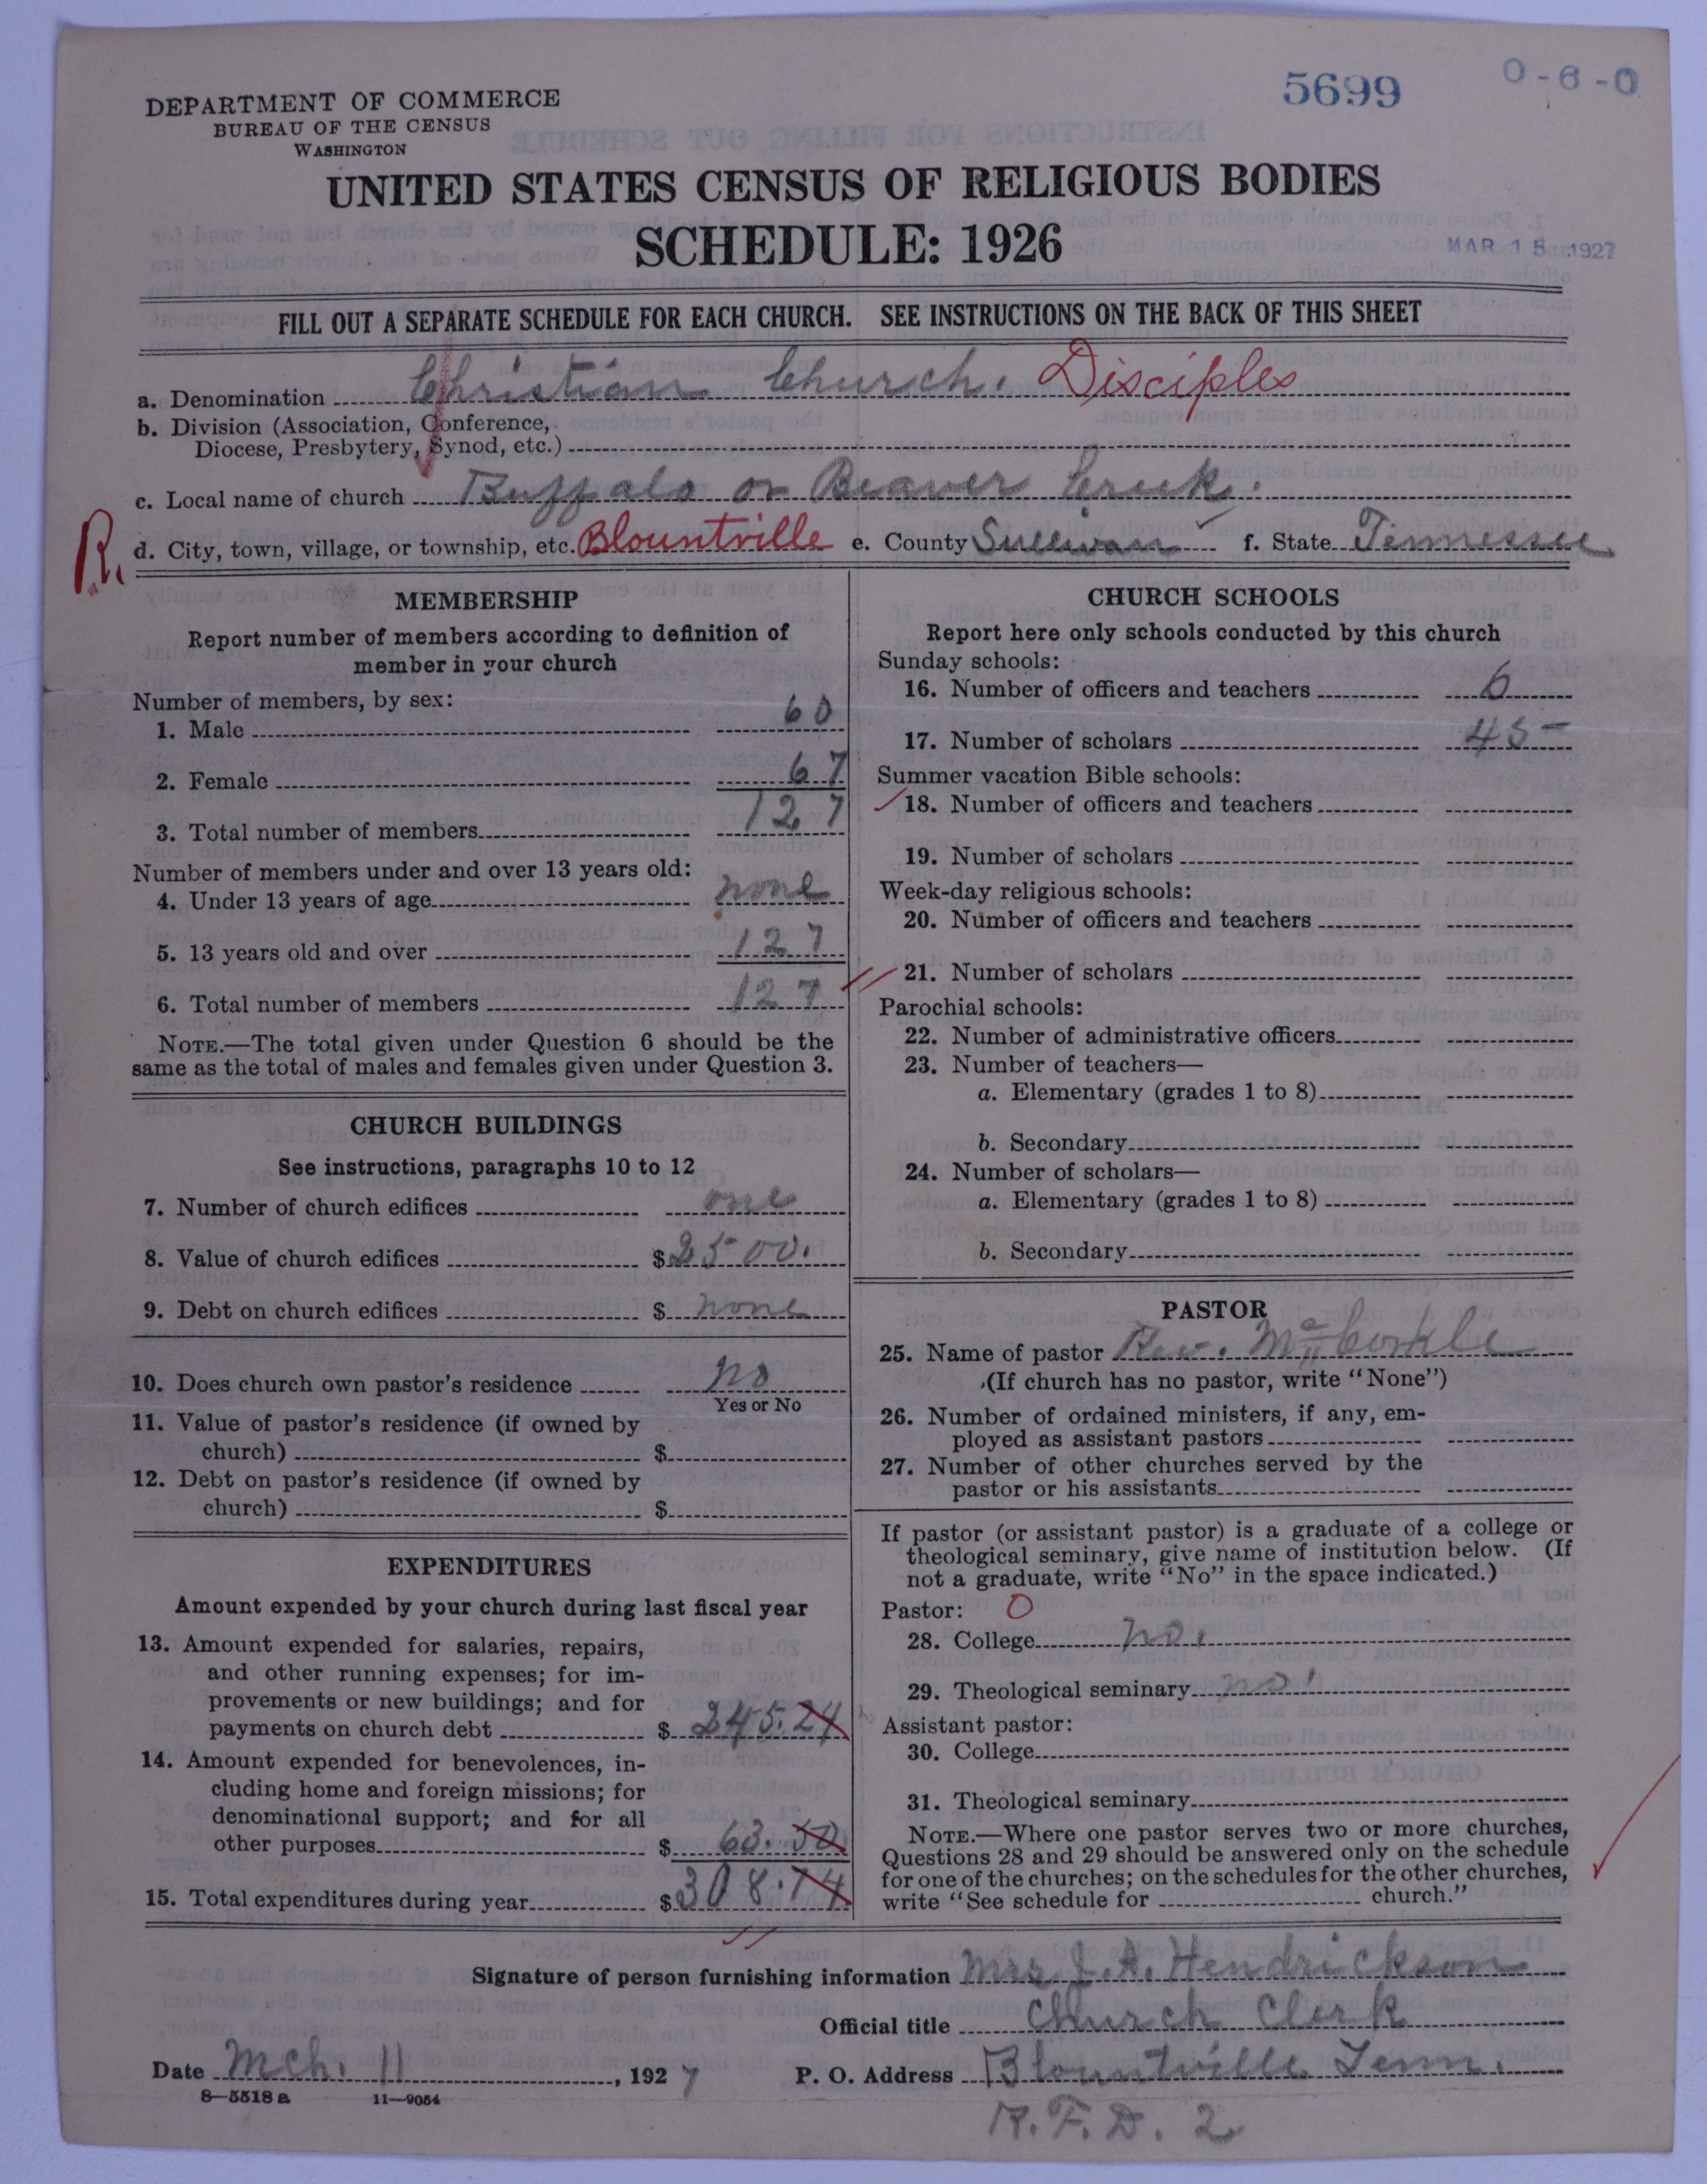 5699
0-6-0
DEPARTMENT OF COMMERCE
BUREAU OF THE CENSUS
WASHINGTON
UNITED STATES CENSUS OF RELIGIOUS BODIES
SCHEDULE: 1926
MAR 15 1927
FILL OUT A SEPARATE SCHEDULE FOR EACH CHURCH. SEE INSTRUCTIONS ON THE BACK OF THIS SHEET
a. Denomination Christian Church. Disciples
b. Division (Association, Conference,
Diocese, Presbytery, Synod, etc.)
c. Local name of church Buffalo or Beaver Creek.
R. d. City, town, village, or township, etc. Blountville e. County Sullivan f. State Tennessee
MEMBERSHIP
Report number of members according to definition of
member in your church
Number of members, by sex:
1. Male 60
2. Female 67
3. Total number of members 127
Number of members under and over 13 years old:
4. Under 13 years of age none
5. 13 years old and over 127
6. Total number of members 127
NOTE.—The total given under Question 6 should be the
same as the total of males and females given under Question 3.
CHURCH BUILDINGS
See instructions, paragraphs 10 to 12
7. Number of church edifices one
8. Value of church edifices $2500.
9. Debt on church edifices $ none
10. Does church own pastor's residence no
Yes or No
11. Value of pastor's residence (if owned by
church) $
12. Debt on pastor's residence (if owned by
church) $
EXPENDITURES
Amount expended by your church during last fiscal year
13. Amount expended for salaries, repairs,
and other running expenses; for im-
provements or new buildings; and for
payments on church debt $ 245.24
14. Amount expended for benevolences, in-
cluding home and foreign missions; for
denominational support; and for all
other purposes $ 63.50
15. Total expenditures during year $308.74
CHURCH SCHOOLS
Report here only schools conducted by this church
Sunday schools:
16. Number of officers and teachers 6
17. Number of scholars 45
Summer vacation Bible schools:
18. Number of officers and teachers
19. Number of scholars
Week-day religious schools:
20. Number of officers and teachers
21. Number of scholars
Parochial schools:
22. Number of administrative officers
23. Number of teachers—
a. Elementary (grades 1 to 8)
b. Secondary
24. Number of scholars—
a. Elementary (grades 1 to 8)
b. Secondary
PASTOR
25. Name of pastor Rev. McCorkle
(If church has no pastor, write "None")
26. Number of ordained ministers, if any, em-
ployed as assistant pastors
27. Number of other churches served by the
pastor or his assistants
If pastor (or assistant pastor) is a graduate of a college or
theological seminary, give name of institution below. (If
not a graduate, write "No" in the space indicated.)
Pastor: 0
28. College no.
29. Theological seminary no.
Assistant pastor:
30. College
31. Theological seminary
NOTE.—Where one pastor serves two or more churches,
Questions 28 and 29 should be answered only on the schedule
for one of the churches; on the schedules for the other churches,
write "See schedule for church."
Signature of person furnishing information Mrs J. A. Hendrickson
Official title Church Clerk
Date Mch. 11, 1927 P. O. Address Blountville Tenn.
8—5518a 11—9054
R.F.D. 2